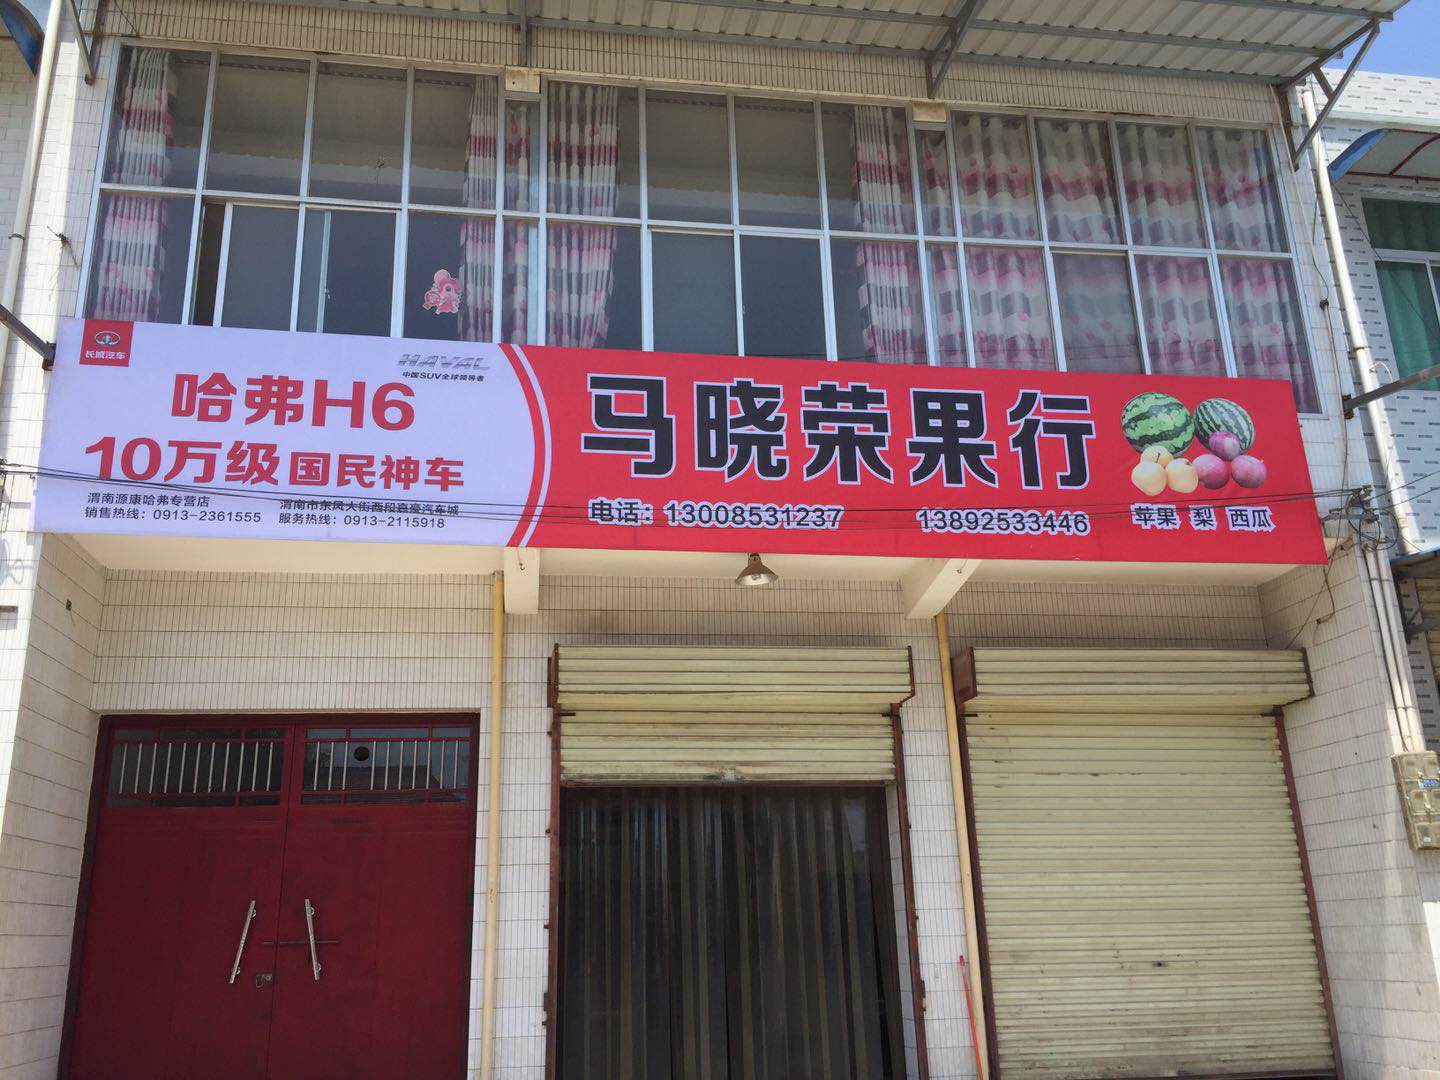 长城汽车
HAVAL
中国SUV全球领导者
哈弗H6
10万级国民神车
渭南源康哈弗专营店
销售热线：0913-2361555
渭南市东风大街西段嘉豪汽车城
服务热线：0913-2115918
马晓荣果行
电话：13008531237 13892533446
苹果 梨 西瓜